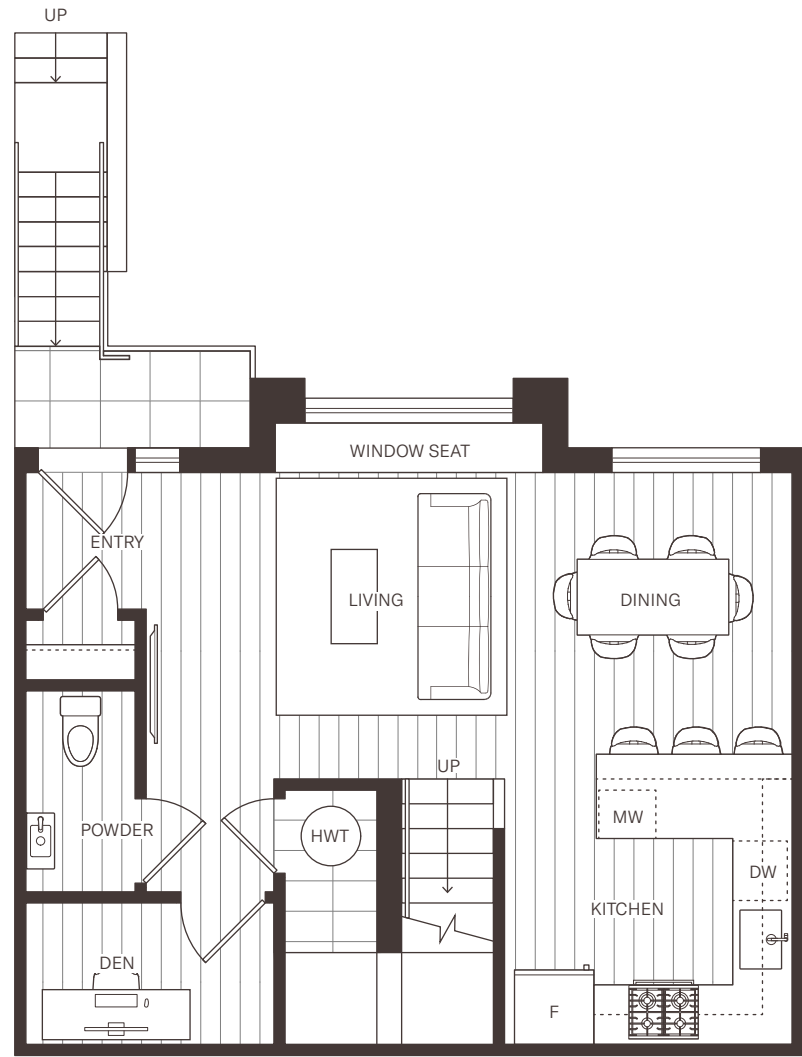 UP
WINDOW SEAT
ENTRY
LIVING
DINING
UP
MW
POWDER
HWT
DW
KITCHEN
DEN
F